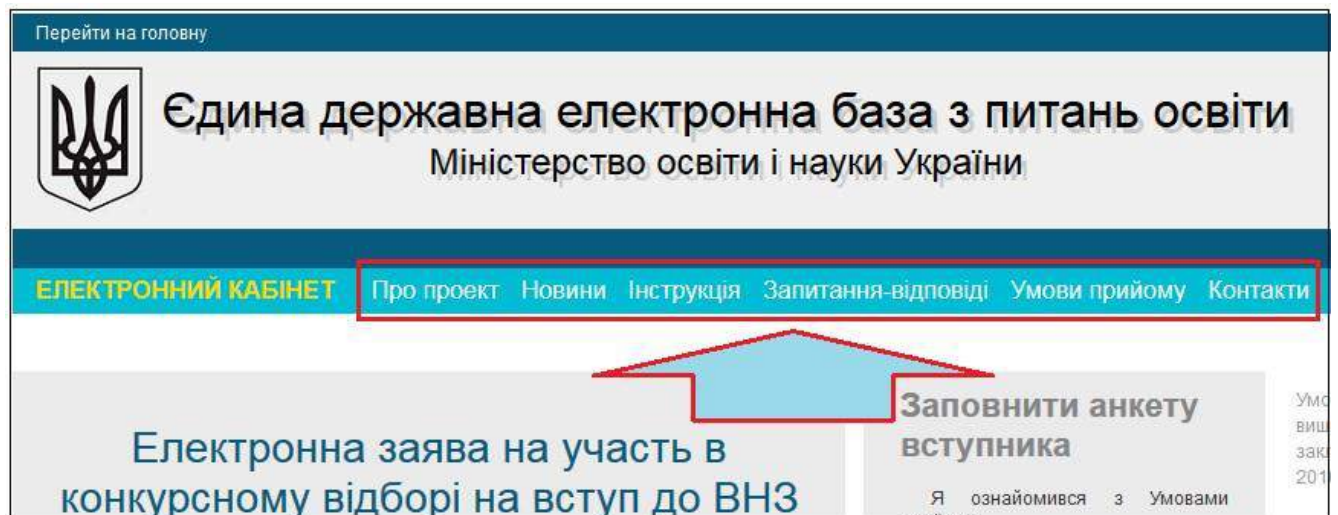 Перейти на головну
Єдина державна електронна база з питань освіти
Міністерство освіти і науки України
ЕЛЕКТРОННИЙ КАБІНЕТ Про проект Новини Інструкція Запитання-відповіді Умови прийому Контакти
Електронна заява на участь в
конкурсному відборі на вступ до ВНЗ
Заповнити анкету
вступника
Я ознайомився з Умовами